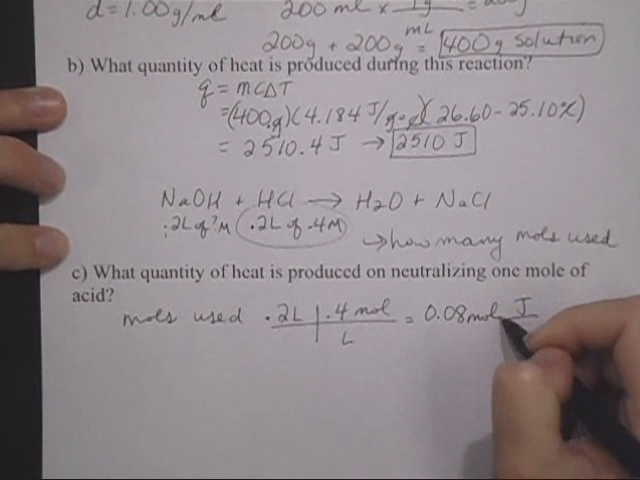 d = 1.00 g/ml 200 ml x 1g
mL
200g + 200g = 400g solution
b) What quantity of heat is produced during this reaction?
q = mcΔT
= (400.g)(4.184 J/g·°C)(26.60 - 25.10°C)
= 2510.4 J → 2510 J
NaOH + HCl → H2O + NaCl
.2L of ? M .2L of .4M
→ how many mols used
c) What quantity of heat is produced on neutralizing one mole of
acid?
mols used .2L | .4 mol = 0.08 mol J
L